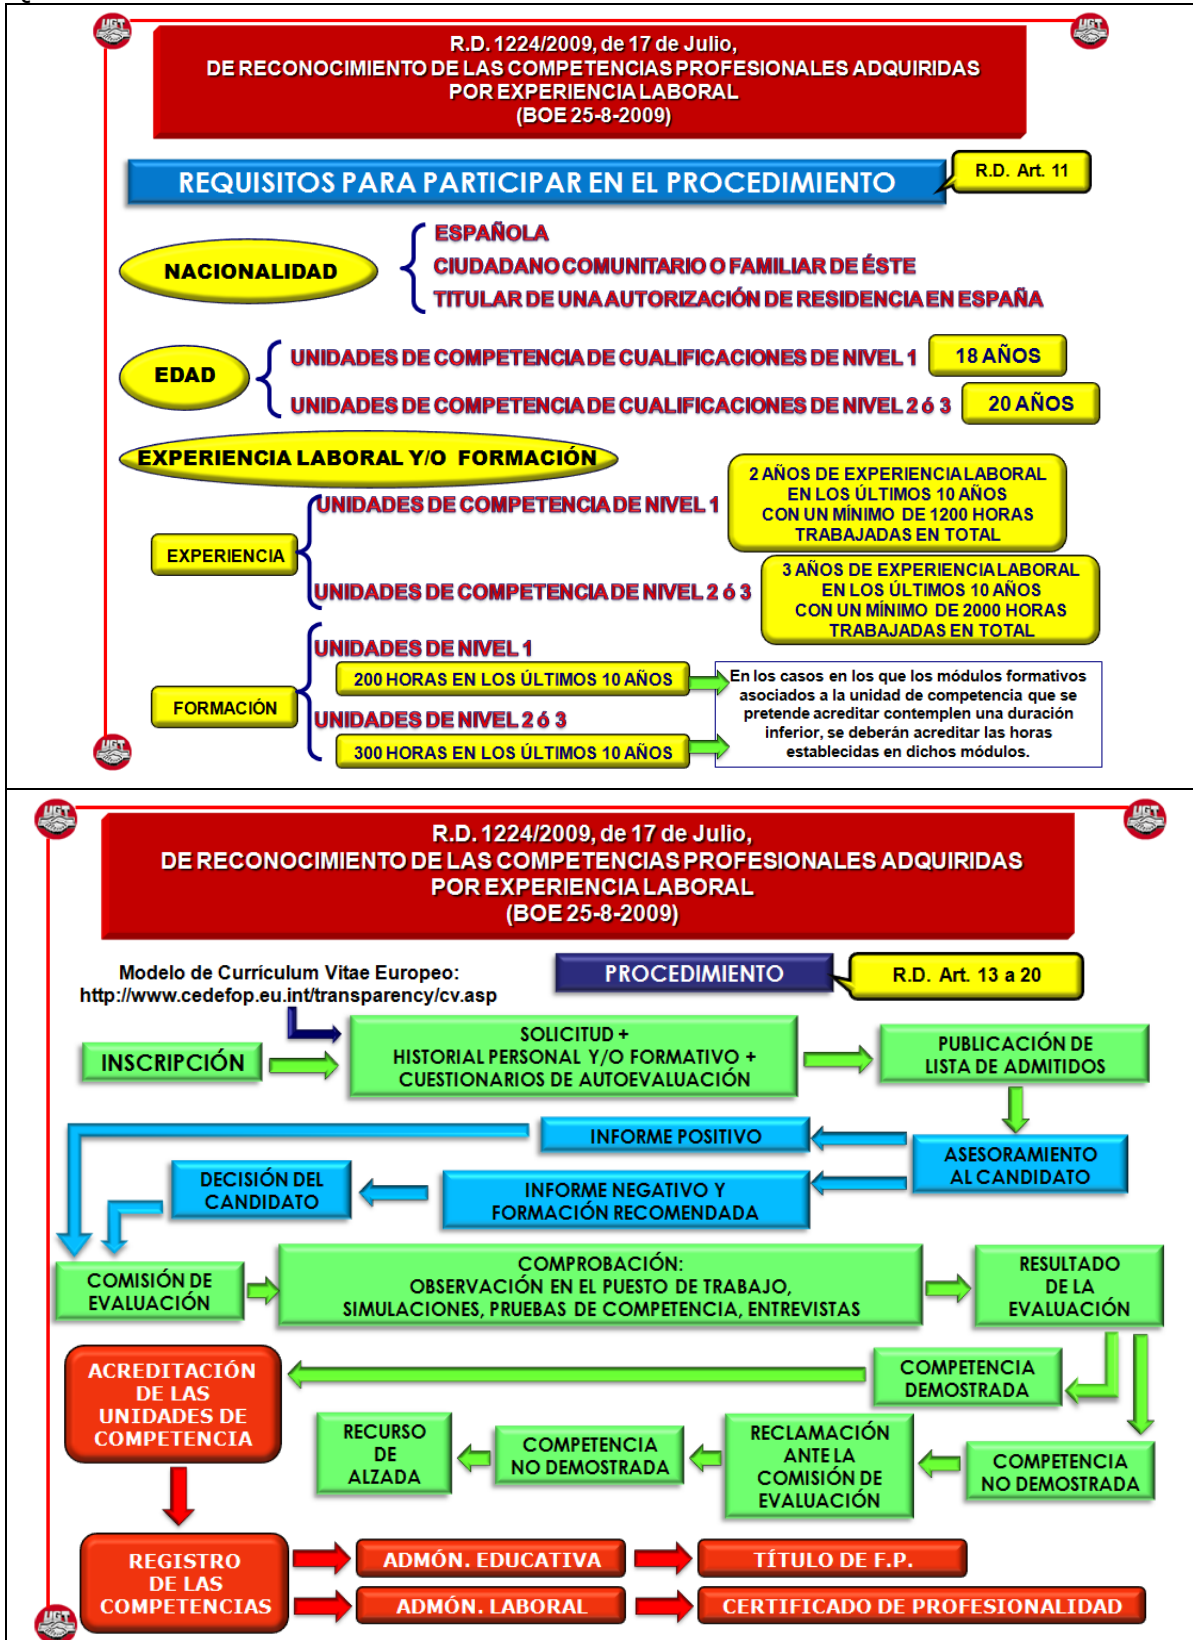 UGT
UGT
R.D. 1224/2009, de 17 de Julio,
DE RECONOCIMIENTO DE LAS COMPETENCIAS PROFESIONALES ADQUIRIDAS
POR EXPERIENCIA LABORAL
(BOE 25-8-2009)
REQUISITOS PARA PARTICIPAR EN EL PROCEDIMIENTO
R.D. Art. 11
NACIONALIDAD
ESPAÑOLA
CIUDADANO COMUNITARIO O FAMILIAR DE ÉSTE
TITULAR DE UNA AUTORIZACIÓN DE RESIDENCIA EN ESPAÑA
EDAD
UNIDADES DE COMPETENCIA DE CUALIFICACIONES DE NIVEL 1
18 AÑOS
UNIDADES DE COMPETENCIA DE CUALIFICACIONES DE NIVEL 2 ó 3
20 AÑOS
EXPERIENCIA LABORAL Y/O FORMACIÓN
EXPERIENCIA
UNIDADES DE COMPETENCIA DE NIVEL 1
2 AÑOS DE EXPERIENCIA LABORAL
EN LOS ÚLTIMOS 10 AÑOS
CON UN MÍNIMO DE 1200 HORAS
TRABAJADAS EN TOTAL
UNIDADES DE COMPETENCIA DE NIVEL 2 ó 3
3 AÑOS DE EXPERIENCIA LABORAL
EN LOS ÚLTIMOS 10 AÑOS
CON UN MÍNIMO DE 2000 HORAS
TRABAJADAS EN TOTAL
FORMACIÓN
UNIDADES DE NIVEL 1
200 HORAS EN LOS ÚLTIMOS 10 AÑOS
UNIDADES DE NIVEL 2 ó 3
300 HORAS EN LOS ÚLTIMOS 10 AÑOS
En los casos en los que los módulos formativos
asociados a la unidad de competencia que se
pretende acreditar contemplen una duración
inferior, se deberán acreditar las horas
establecidas en dichos módulos.
UGT
UGT
UGT
R.D. 1224/2009, de 17 de Julio,
DE RECONOCIMIENTO DE LAS COMPETENCIAS PROFESIONALES ADQUIRIDAS
POR EXPERIENCIA LABORAL
(BOE 25-8-2009)
Modelo de Currículum Vitae Europeo:
http://www.cedefop.eu.int/transparency/cv.asp
PROCEDIMIENTO
R.D. Art. 13 a 20
INSCRIPCIÓN
SOLICITUD +
HISTORIAL PERSONAL Y/O FORMATIVO +
CUESTIONARIOS DE AUTOEVALUACIÓN
PUBLICACIÓN DE
LISTA DE ADMITIDOS
INFORME POSITIVO
ASESORAMIENTO
AL CANDIDATO
DECISIÓN DEL
CANDIDATO
INFORME NEGATIVO Y
FORMACIÓN RECOMENDADA
COMISIÓN DE
EVALUACIÓN
COMPROBACIÓN:
OBSERVACIÓN EN EL PUESTO DE TRABAJO,
SIMULACIONES, PRUEBAS DE COMPETENCIA, ENTREVISTAS
RESULTADO
DE LA
EVALUACIÓN
ACREDITACIÓN
DE LAS
UNIDADES DE
COMPETENCIA
COMPETENCIA
DEMOSTRADA
RECURSO
DE
ALZADA
COMPETENCIA
NO DEMOSTRADA
RECLAMACIÓN
ANTE LA
COMISIÓN DE
EVALUACIÓN
COMPETENCIA
NO DEMOSTRADA
REGISTRO
DE LAS
COMPETENCIAS
ADMÓN. EDUCATIVA
TÍTULO DE F.P.
ADMÓN. LABORAL
CERTIFICADO DE PROFESIONALIDAD
UGT